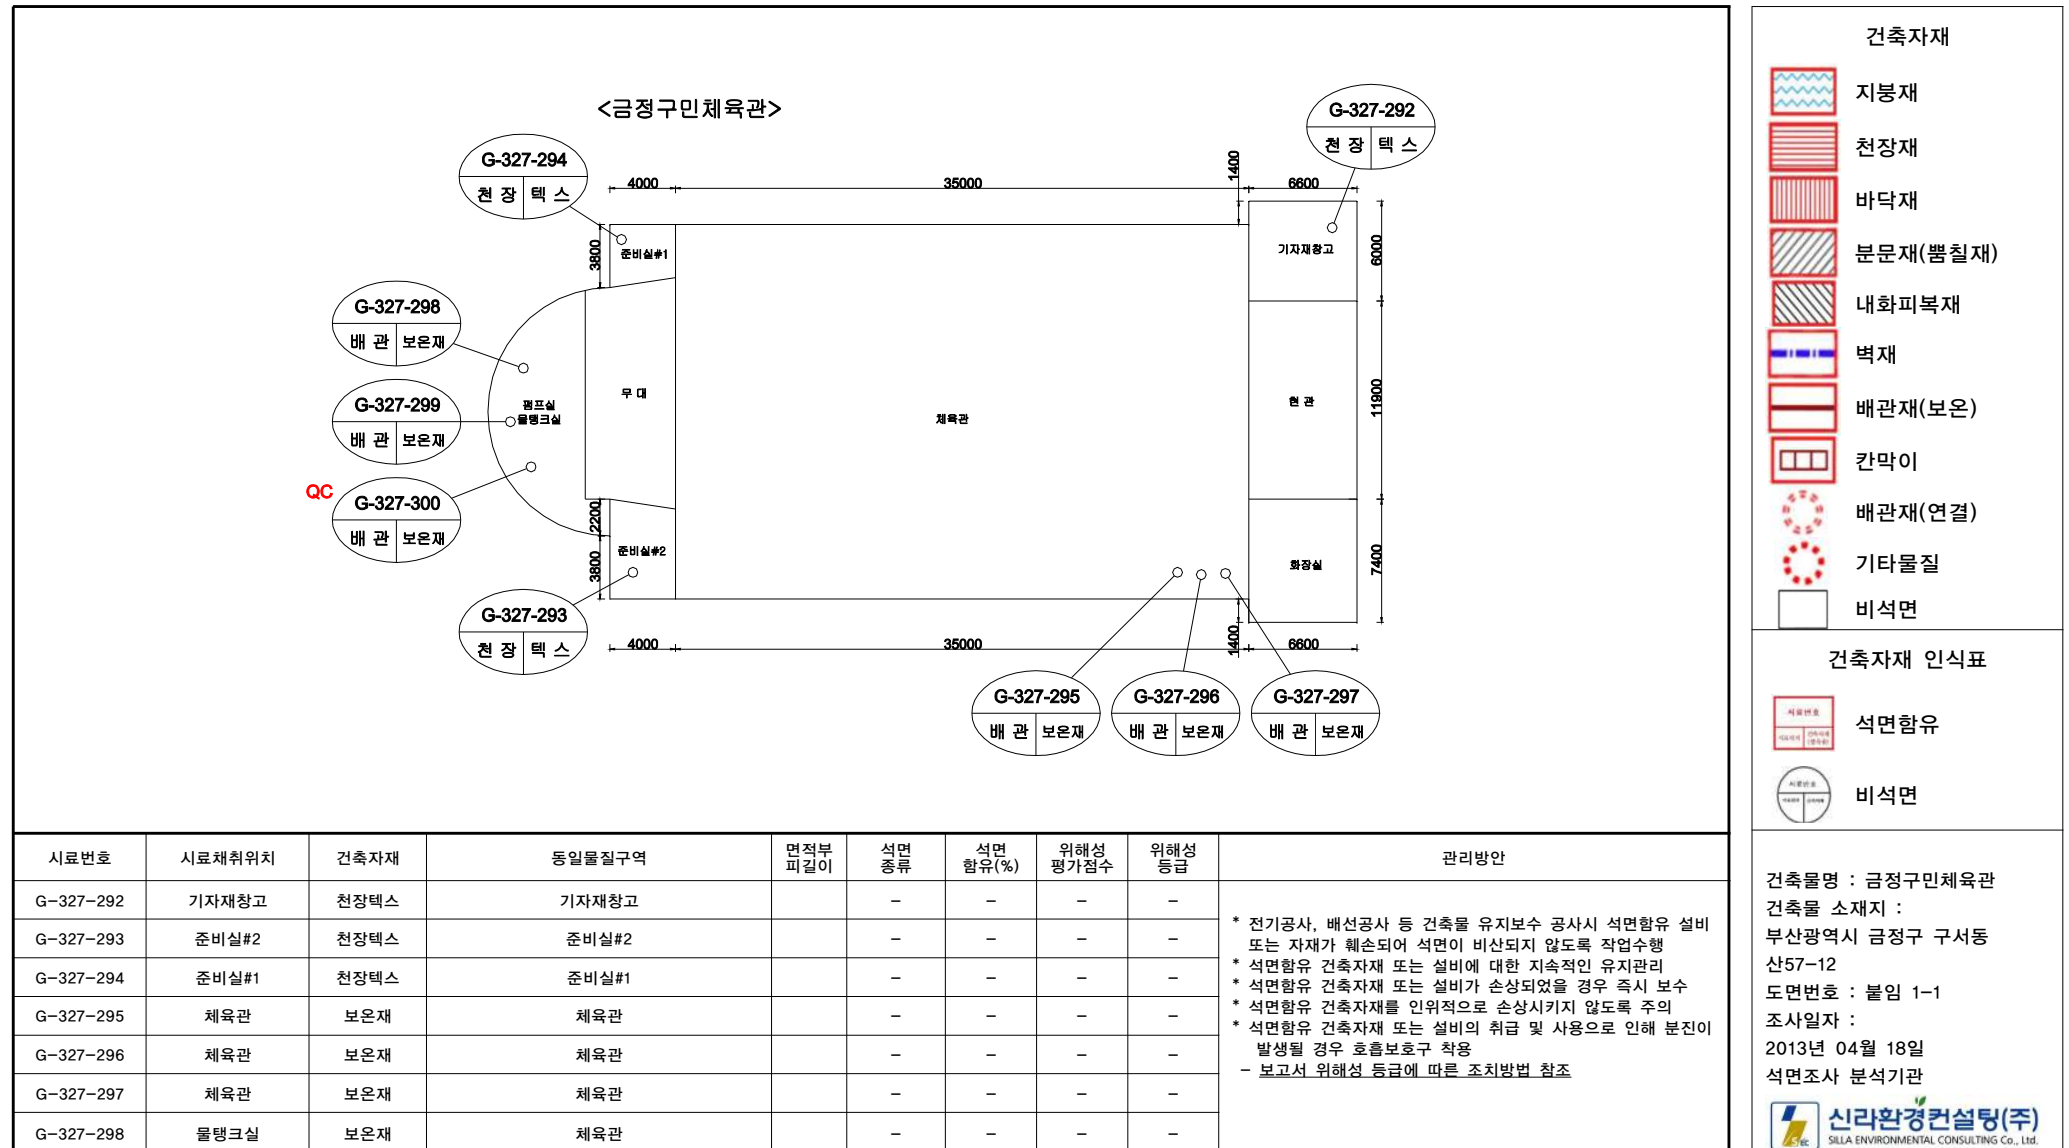 <금정구민체육관>
G-327-292
천 장 텍 스
G-327-294
천 장 텍 스
4000
35000
1400
6600
3800
준비실#1
기자재창고
6000
G-327-298
배 관 보온재
G-327-299
배 관 보온재
펌프실
물탱크실
무 대
체육관
현 관
11900
QC
G-327-300
배 관 보온재
2200
준비실#2
3800
화장실
7400
G-327-293
천 장 텍 스
4000
35000
1400
6600
G-327-295
배 관 보온재
G-327-296
배 관 보온재
G-327-297
배 관 보온재
시료번호 시료채취위치 건축자재 동일물질구역 면적부피길이 석면종류 석면함유(%) 위해성평가점수 위해성등급 관리방안
G-327-292 기자재창고 천장텍스 기자재창고 - - - -
G-327-293 준비실#2 천장텍스 준비실#2 - - - -
G-327-294 준비실#1 천장텍스 준비실#1 - - - -
G-327-295 체육관 보온재 체육관 - - - -
G-327-296 체육관 보온재 체육관 - - - -
G-327-297 체육관 보온재 체육관 - - - -
G-327-298 물탱크실 보온재 체육관 - - - -
* 전기공사, 배선공사 등 건축물 유지보수 공사시 석면함유 설비
또는 자재가 훼손되어 석면이 비산되지 않도록 작업수행
* 석면함유 건축자재 또는 설비에 대한 지속적인 유지관리
* 석면함유 건축자재 또는 설비가 손상되었을 경우 즉시 보수
* 석면함유 건축자재를 인위적으로 손상시키지 않도록 주의
* 석면함유 건축자재 또는 설비의 취급 및 사용으로 인해 분진이
발생될 경우 호흡보호구 착용
- 보고서 위해성 등급에 따른 조치방법 참조
건축자재
지붕재
천장재
바닥재
분문재(뿜칠재)
내화피복재
벽재
배관재(보온)
칸막이
배관재(연결)
기타물질
비석면
건축자재 인식표
시료번호
석면함유
시료번호
비석면
건축물명 : 금정구민체육관
건축물 소재지 :
부산광역시 금정구 구서동
산57-12
도면번호 : 붙임 1-1
조사일자 :
2013년 04월 18일
석면조사 분석기관
신라환경컨설팅(주)
SILLA ENVIRONMENTAL CONSULTING Co., Ltd.